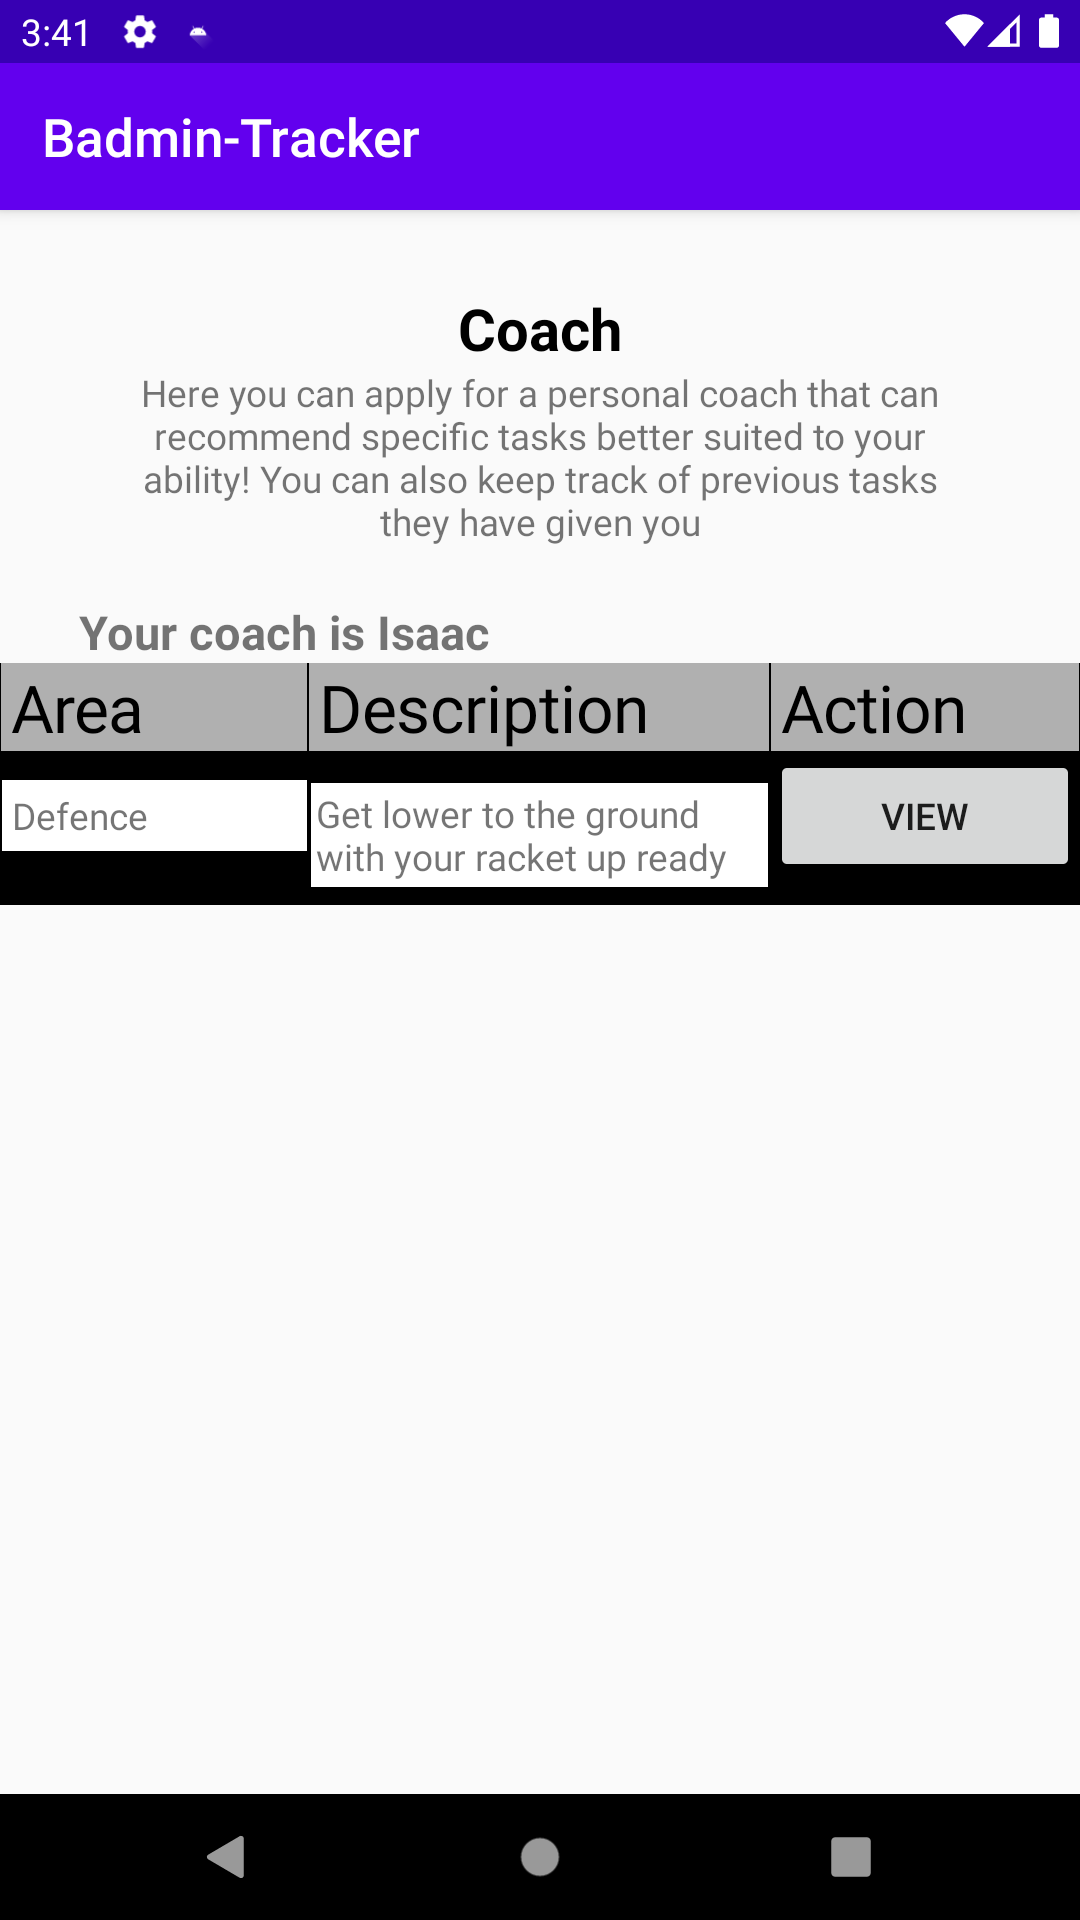 3:41
Badmin-Tracker
Coach
Here you can apply for a personal coach that can
recommend specific tasks better suited to your
ability! You can also keep track of previous tasks
they have given you
Your coach is Isaac
Area Description Action
Defence
Get lower to the ground
with your racket up ready
VIEW